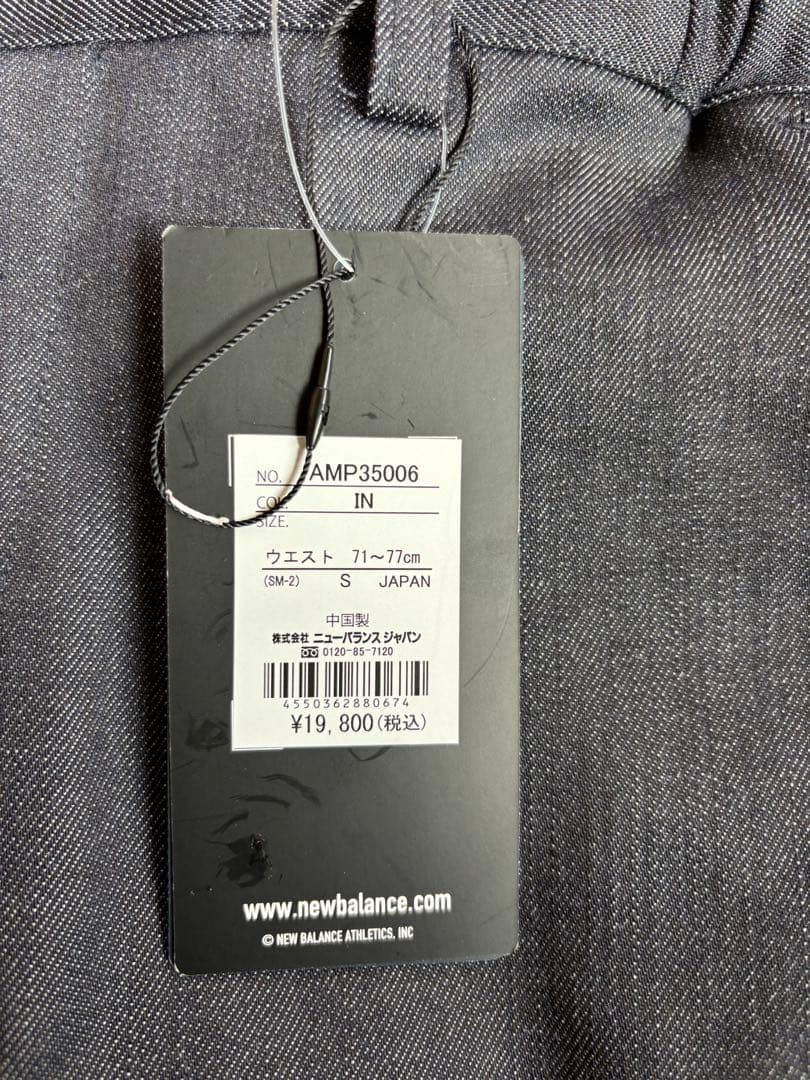 NO. AMP35006
COL. IN
SIZE.
ウエスト 71～77cm
(SM-2) S JAPAN
中国製
株式会社 ニューバランス ジャパン
0120-85-7120
4550362880674
¥19,800(税込)
www.newbalance.com
© NEW BALANCE ATHLETICS, INC